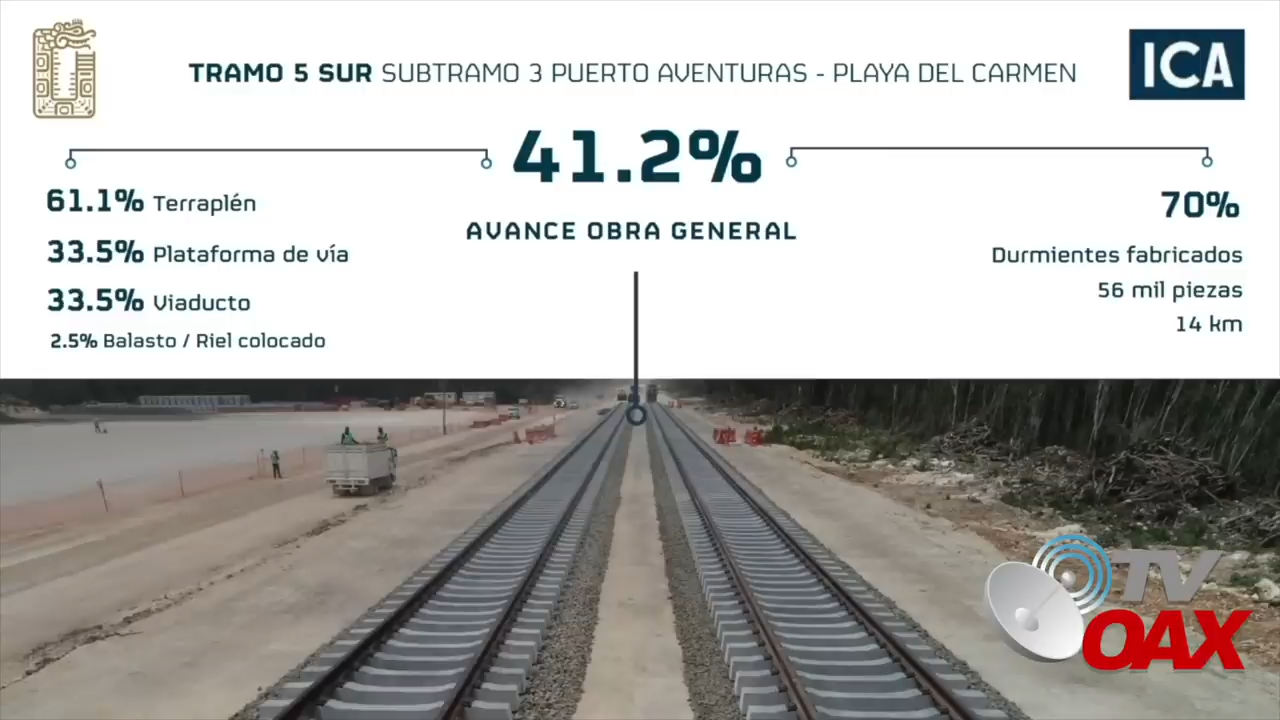 TRAMO 5 SUR SUBTRAMO 3 PUERTO AVENTURAS - PLAYA DEL CARMEN
ICA
41.2%
AVANCE OBRA GENERAL
61.1% Terraplén
33.5% Plataforma de vía
33.5% Viaducto
2.5% Balasto / Riel colocado
70%
Durmientes fabricados
56 mil piezas
14 km
TV
OAX